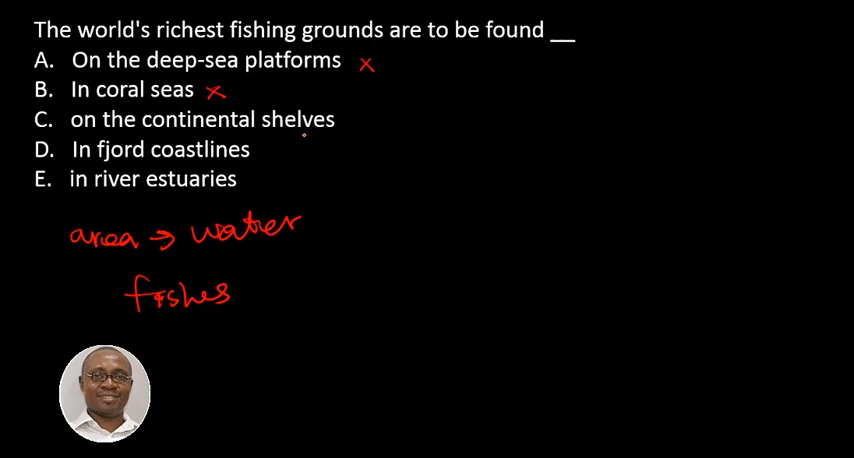 The world's richest fishing grounds are to be found __
A. On the deep-sea platforms x
B. In coral seas x
C. on the continental shelves
D. In fjord coastlines
E. in river estuaries
area → water
fishes